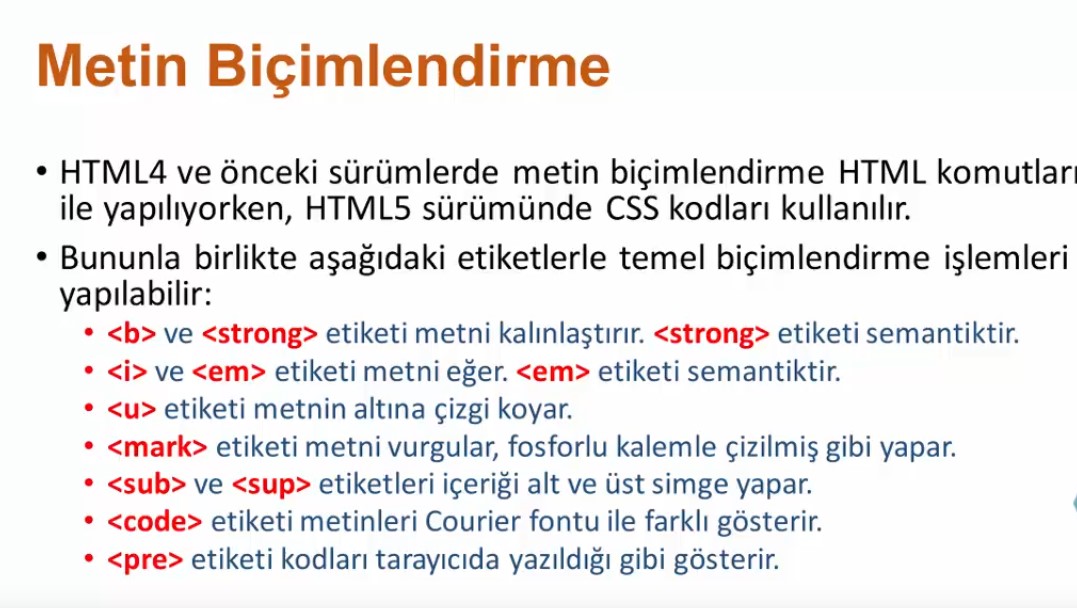 Metin Biçimlendirme
• HTML4 ve önceki sürümlerde metin biçimlendirme HTML komutları
ile yapılıyorken, HTML5 sürümünde CSS kodları kullanılır.
• Bununla birlikte aşağıdaki etiketlerle temel biçimlendirme işlemleri
yapılabilir:
• <b> ve <strong> etiketi metni kalınlaştırır. <strong> etiketi semantiktir.
• <i> ve <em> etiketi metni eğer. <em> etiketi semantiktir.
• <u> etiketi metnin altına çizgi koyar.
• <mark> etiketi metni vurgular, fosforlu kalemle çizilmiş gibi yapar.
• <sub> ve <sup> etiketleri içeriği alt ve üst simge yapar.
• <code> etiketi metinleri Courier fontu ile farklı gösterir.
• <pre> etiketi kodları tarayıcıda yazıldığı gibi gösterir.